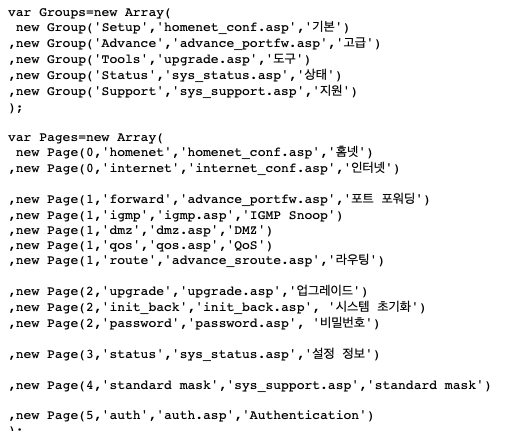 var Groups=new Array(
new Group('Setup','homenet_conf.asp','기본')
,new Group('Advance','advance_portfw.asp','고급')
,new Group('Tools','upgrade.asp','도구')
,new Group('Status','sys_status.asp','상태')
,new Group('Support','sys_support.asp','지원')
);
var Pages=new Array(
new Page(0,'homenet','homenet_conf.asp','홈넷')
,new Page(0,'internet','internet_conf.asp','인터넷')
,new Page(1,'forward','advance_portfw.asp','포트 포워딩')
,new Page(1,'igmp','igmp.asp','IGMP Snoop')
,new Page(1,'dmz','dmz.asp','DMZ')
,new Page(1,'qos','qos.asp','QoS')
,new Page(1,'route','advance_sroute.asp','라우팅')
,new Page(2,'upgrade','upgrade.asp','업그레이드')
,new Page(2,'init_back','init_back.asp', '시스템 초기화')
,new Page(2,'password','password.asp', '비밀번호')
,new Page(3,'status','sys_status.asp','설정 정보')
,new Page(4,'standard mask','sys_support.asp','standard mask')
,new Page(5,'auth','auth.asp','Authentication')
);